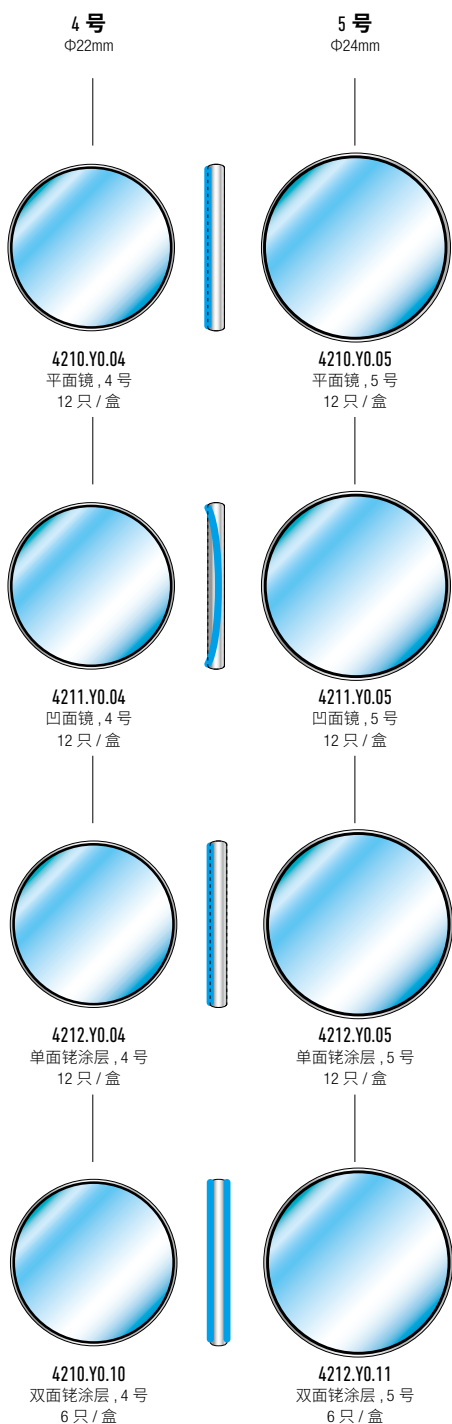 4 号
5 号
Φ22mm
Φ24mm
4210.Y0.04
平面镜 , 4 号
12 只 / 盒
4210.Y0.05
平面镜 , 5 号
12 只 / 盒
4211.Y0.04
凹面镜 , 4 号
12 只 / 盒
4211.Y0.05
凹面镜 , 5 号
12 只 / 盒
4212.Y0.04
单面铑涂层 , 4 号
12 只 / 盒
4212.Y0.05
单面铑涂层 , 5 号
12 只 / 盒
4210.Y0.10
双面铑涂层 , 4 号
6 只 / 盒
4212.Y0.11
双面铑涂层 , 5 号
6 只 / 盒